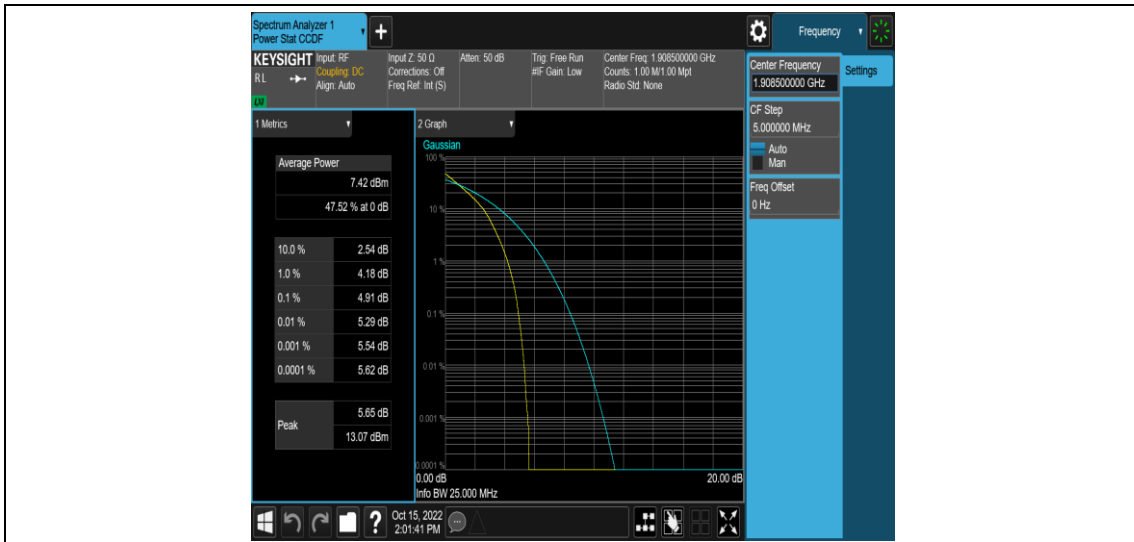 Spectrum Analyzer 1
Power Stat CCDF
+
Frequency
KEYSIGHT
RL
LXI
Input: RF
Coupling: DC
Align: Auto
Input Z: 50 Ω
Corrections: Off
Freq Ref: Int (S)
Atten: 50 dB
Trig: Free Run
#IF Gain: Low
Center Freq: 1.908500000 GHz
Counts: 1.00 M/1.00 Mpt
Radio Std: None
Center Frequency
1.908500000 GHz
Settings
CF Step
5.000000 MHz
Auto
Man
Freq Offset
0 Hz
1 Metrics
Average Power
7.42 dBm
47.52 % at 0 dB
10.0 % 2.54 dB
1.0 % 4.18 dB
0.1 % 4.91 dB
0.01 % 5.29 dB
0.001 % 5.54 dB
0.0001 % 5.62 dB
Peak
5.65 dB
13.07 dBm
2 Graph
Gaussian
100 %
10 %
1 %
0.1 %
0.01 %
0.001 %
0.0001 %
0.00 dB 20.00 dB
Info BW 25.000 MHz
?
Oct 15, 2022
2:01:41 PM